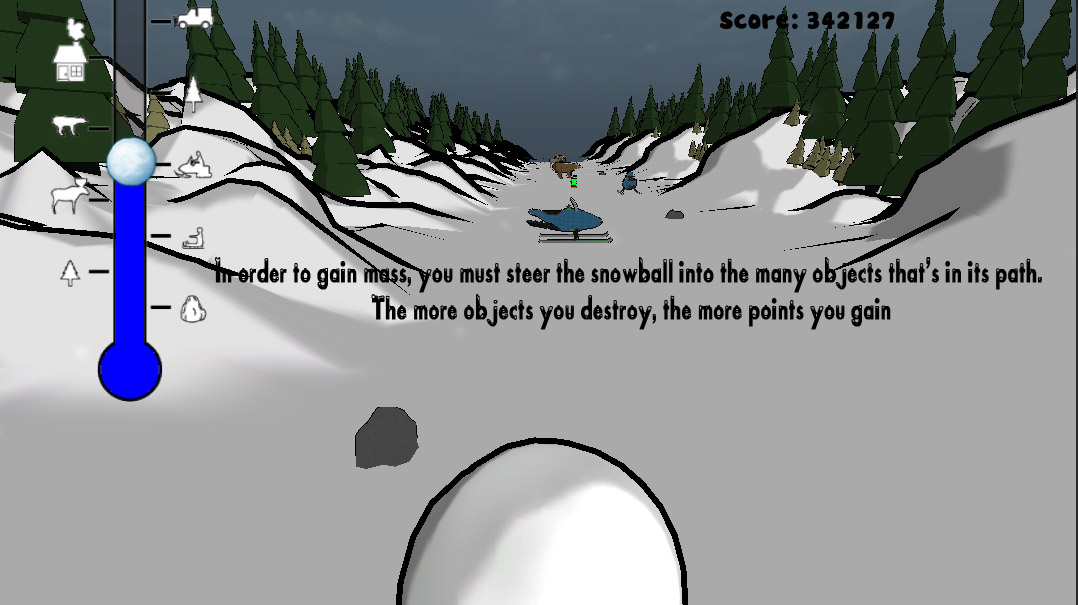 Score: 342127
In order to gain mass, you must steer the snowball into the many objects that's in its path.
The more objects you destroy, the more points you gain